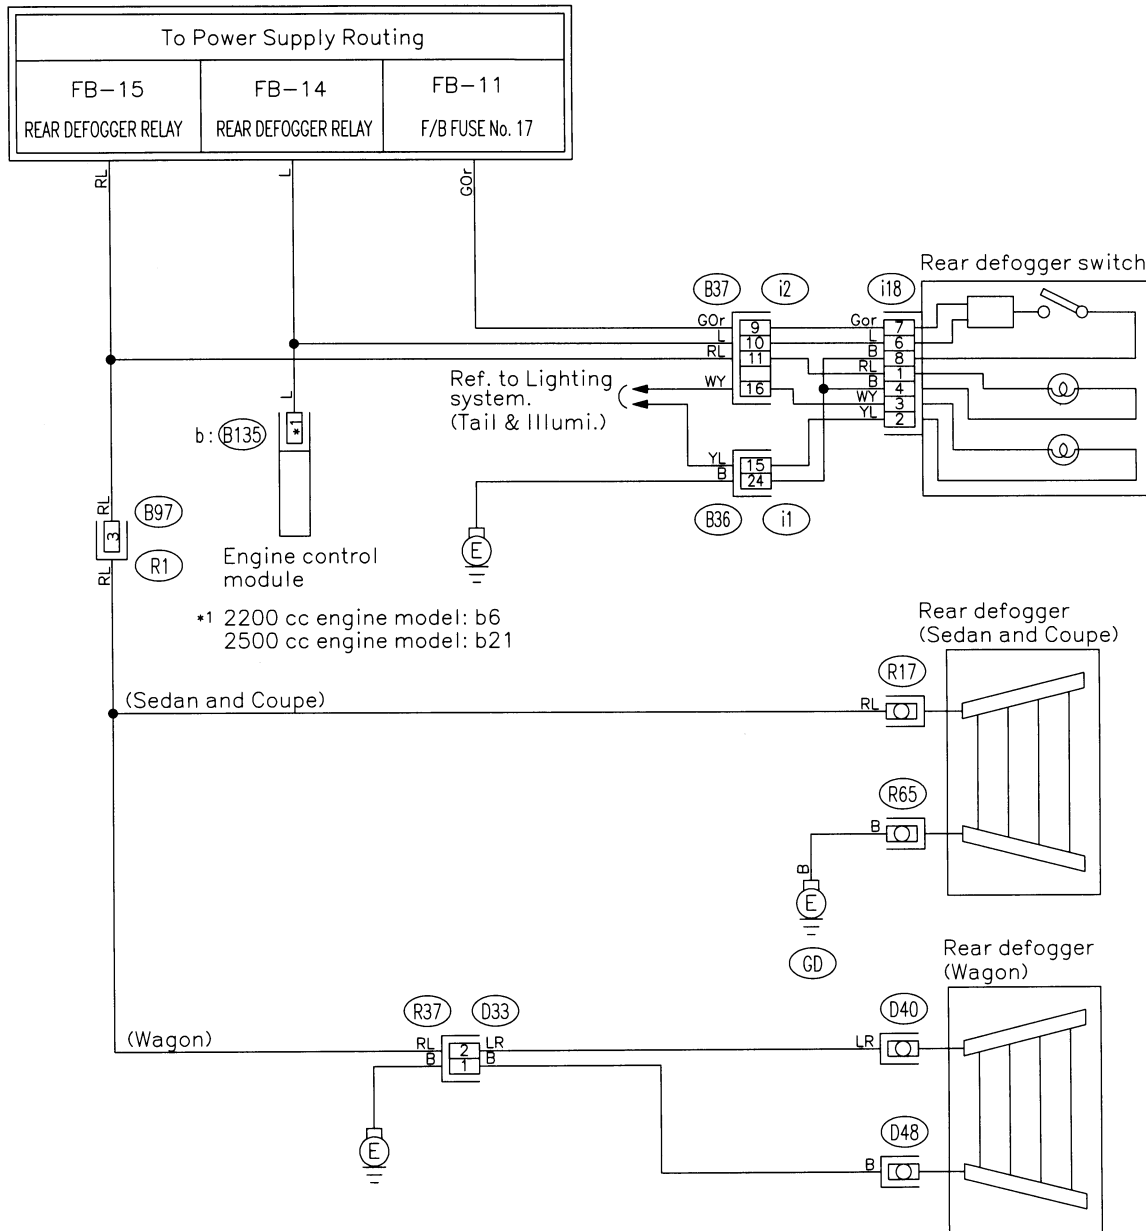 To Power Supply Routing
FB-15
REAR DEFOGGER RELAY
FB-14
REAR DEFOGGER RELAY
FB-11
F/B FUSE No. 17
RL
L
GOr
Rear defogger switch
B37
i2
i18
GOr
9
Gor
7
L
10
L
6
RL
11
B
8
RL
1
B
4
WY
16
WY
3
YL
2
Ref. to Lighting
system.
(Tail & Illumi.)
YL
15
B
24
B36
i1
E
L
b: B135
*1
Engine control
module
*1 2200 cc engine model: b6
2500 cc engine model: b21
RL
B97
3
R1
RL
Rear defogger
(Sedan and Coupe)
(Sedan and Coupe)
R17
RL
R65
B
B
E
GD
Rear defogger
(Wagon)
(Wagon)
R37
D33
RL
2
LR
B
1
B
E
D40
LR
D48
B